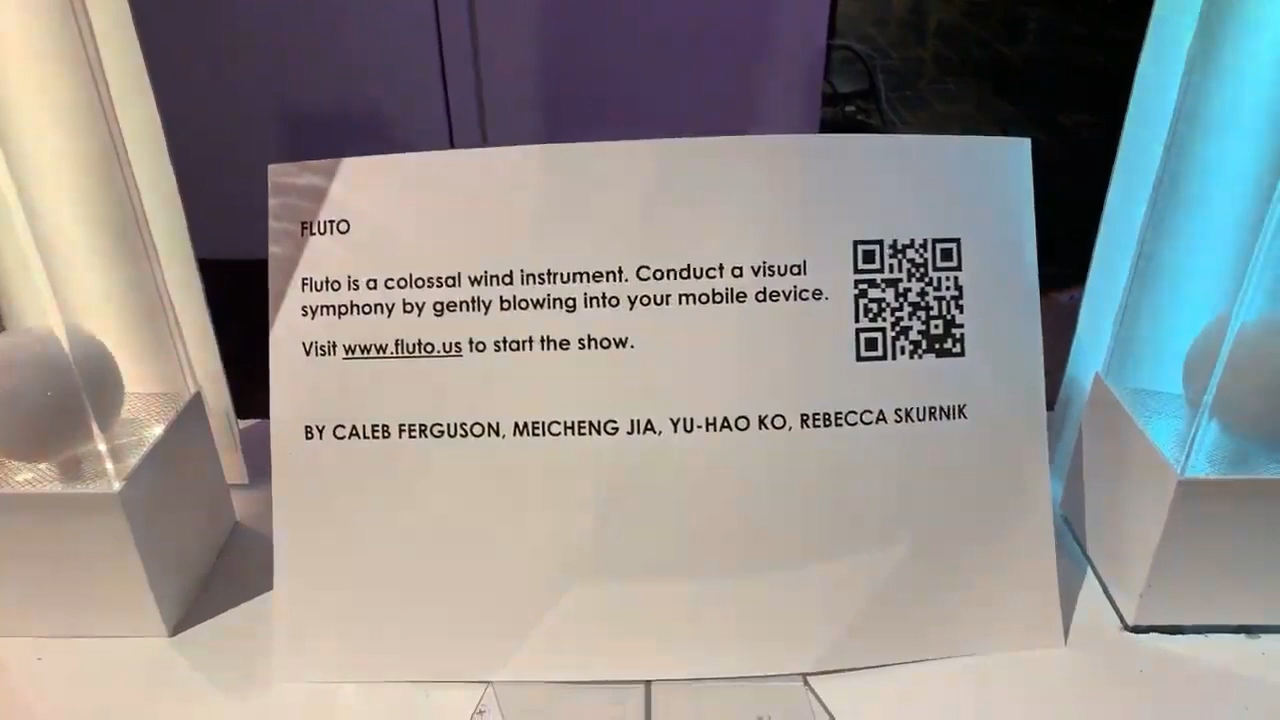 FLUTO
Fluto is a colossal wind instrument. Conduct a visual
symphony by gently blowing into your mobile device.
Visit www.fluto.us to start the show.
BY CALEB FERGUSON, MEICHENG JIA, YU-HAO KO, REBECCA SKURNIK